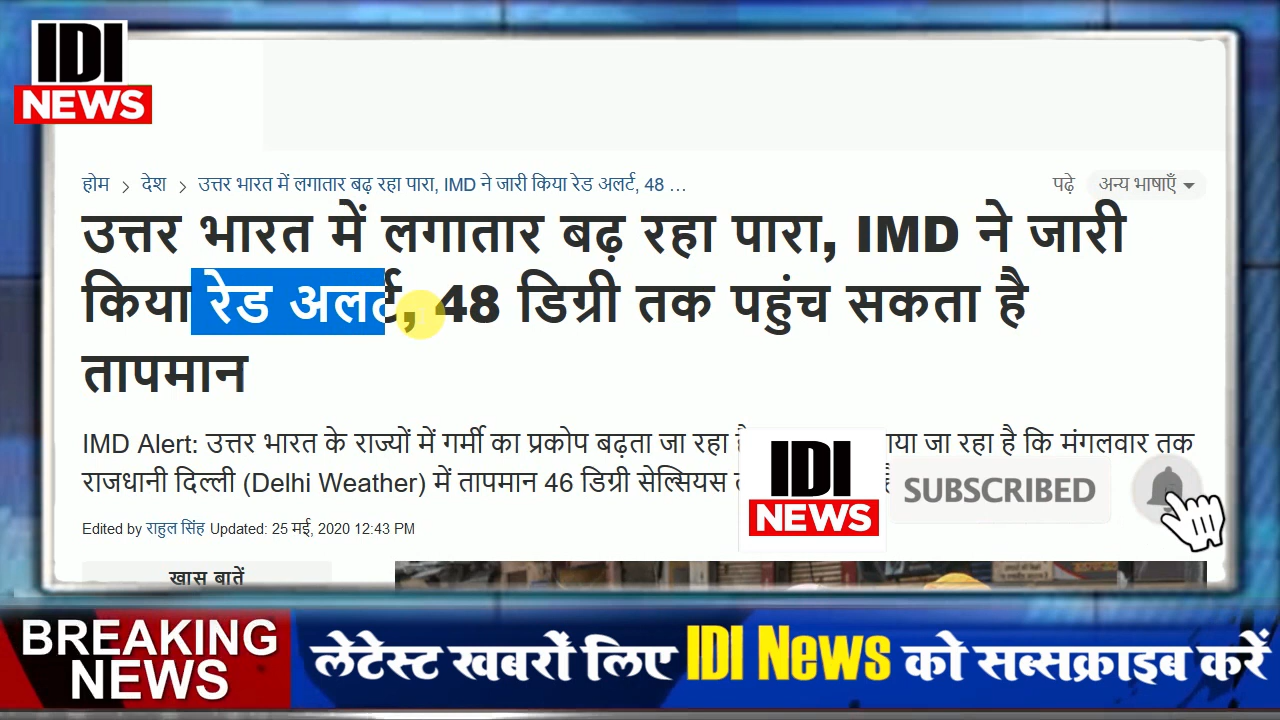 IDI
NEWS
होम > देश > उत्तर भारत में लगातार बढ़ रहा पारा, IMD ने जारी किया रेड अलर्ट, 48 ...
पढ़े अन्य भाषाएँ
उत्तर भारत में लगातार बढ़ रहा पारा, IMD ने जारी
किया रेड अलर्ट, 48 डिग्री तक पहुंच सकता है
तापमान
IMD Alert: उत्तर भारत के राज्यों में गर्मी का प्रकोप बढ़ता जा रहा जा रहा है कि मंगलवार तक
राजधानी दिल्ली (Delhi Weather) में तापमान 46 डिग्री सेल्सियस
IDI
NEWS
SUBSCRIBED
Edited by राहुल सिंह Updated: 25 मई, 2020 12:43 PM
खास बातें
BREAKING
NEWS
लेटेस्ट खबरों लिए IDI News को सब्सक्राइब करें